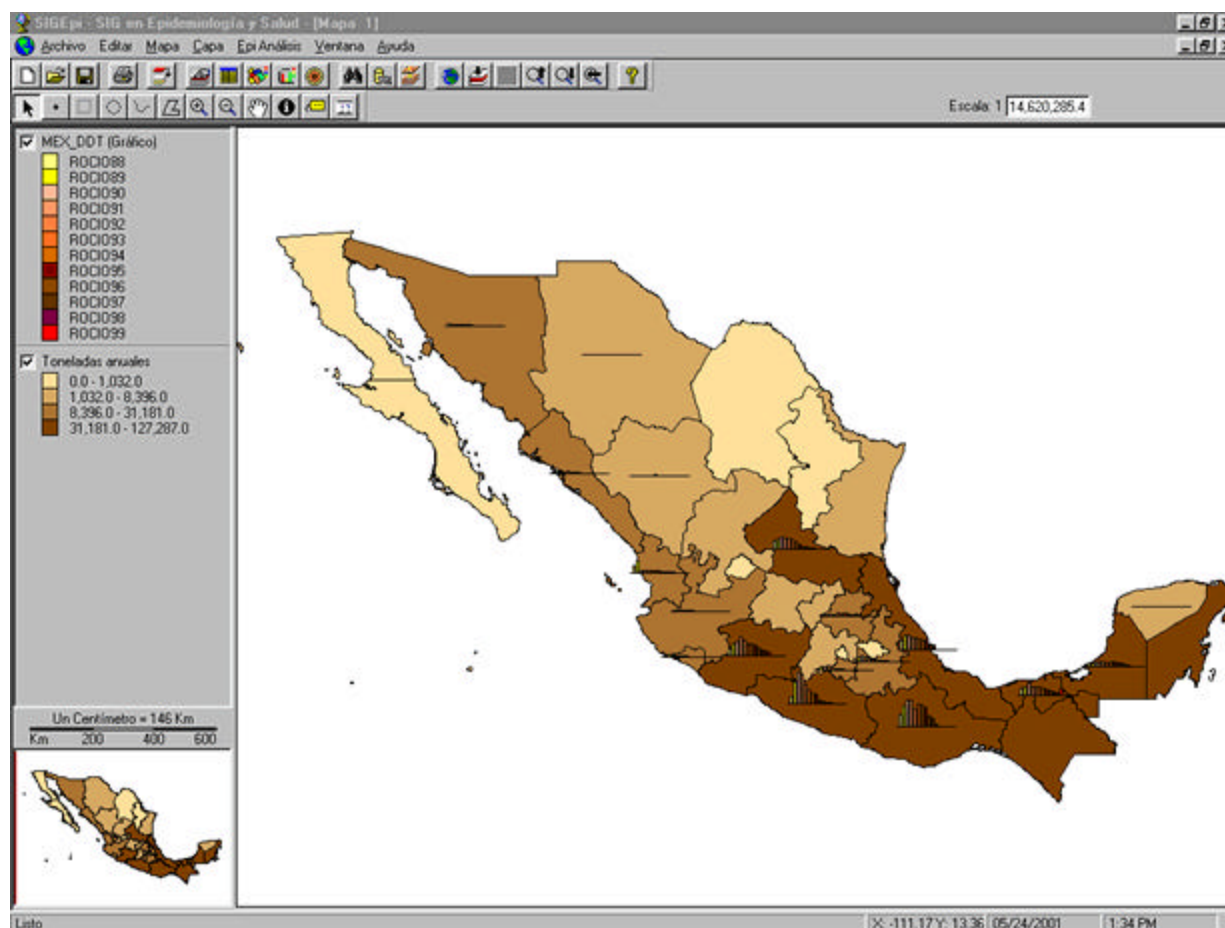 SIGEpi - SIG en Epidemiología y Salud - [Mapa 1]
Archivo Editar Mapa Capa Epi Análisis Ventana Ayuda
Escala: 1 14,620,285.4
MEX_DDT (Gráfico)
ROCIO88
ROCIO89
ROCIO90
ROCIO91
ROCIO92
ROCIO93
ROCIO94
ROCIO95
ROCIO96
ROCIO97
ROCIO98
ROCIO99
Toneladas anuales
0.0 - 1,032.0
1,032.0 - 8,396.0
8,396.0 - 31,181.0
31,181.0 - 127,287.0
Un Centímetro = 146 Km
Km 200 400 600
Listo X: -111.17 Y: 13.36 05/24/2001 1:34 PM